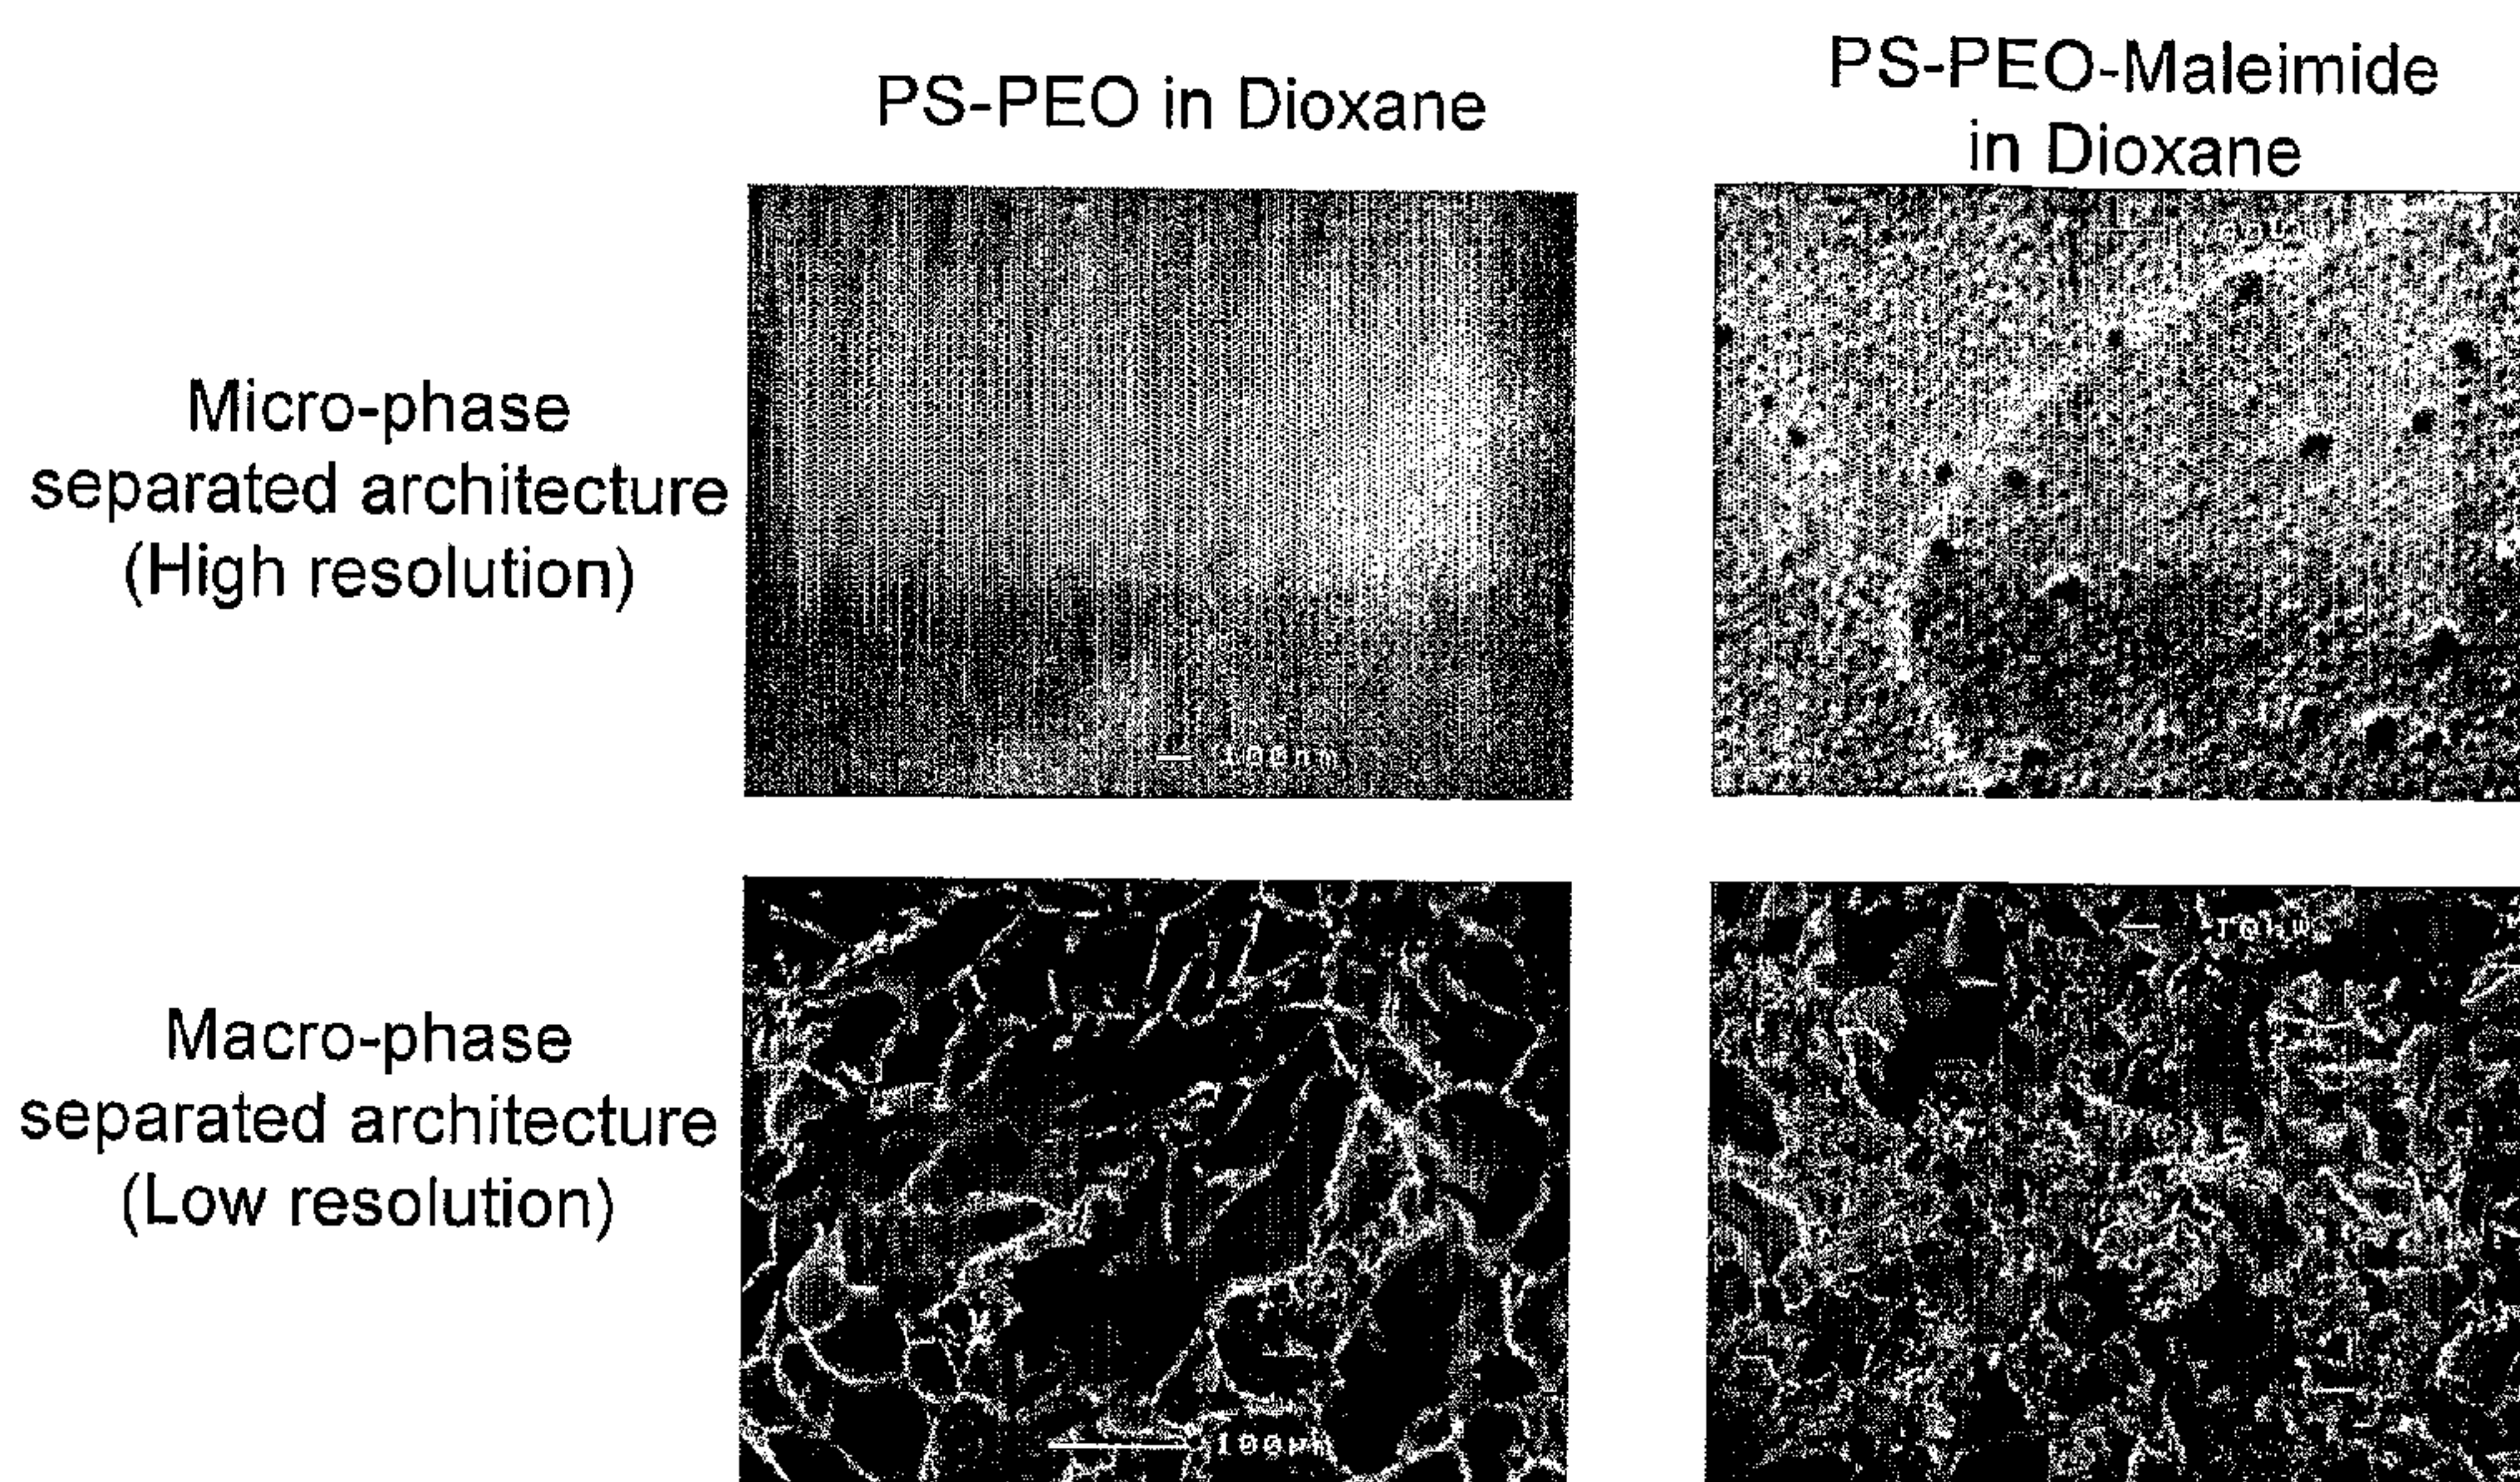 PS-PEO in Dioxane
PS-PEO-Maleimide
in Dioxane
Micro-phase
separated architecture
(High resolution)
100nm
Macro-phase
separated architecture
(Low resolution)
100µm
10µm